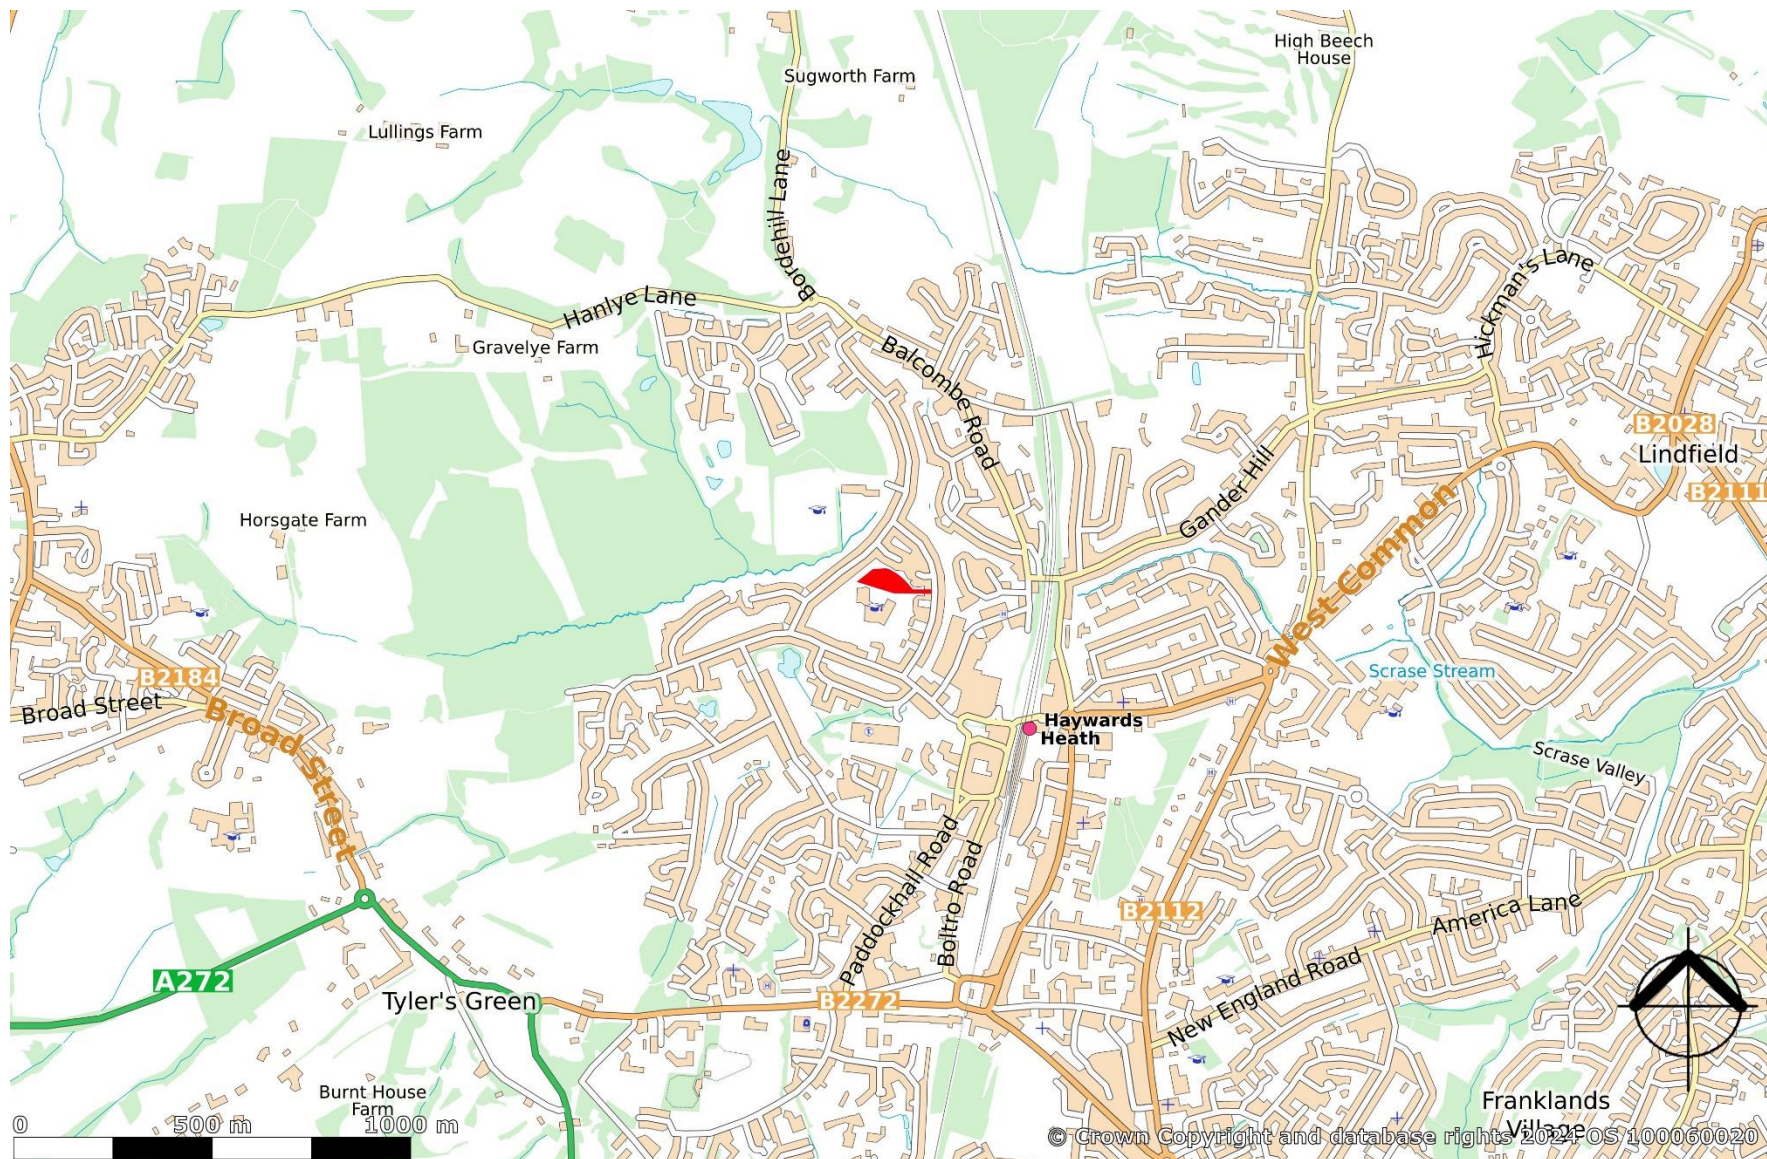 High Beech
House
Sugworth Farm
Lullings Farm
Bordehill Lane
Hickman's Lane
Hanlye Lane
Gravelye Farm
Balcombe Road
B2028
Lindfield
B2111
Gander Hill
West Common
Horsgate Farm
B2184
Broad Street
Broad Street
Scrase Stream
Haywards
Heath
Scrase Valley
Paddockhall Road
Boltro Road
B2112
America Lane
New England Road
A272
Tyler's Green
B2272
Burnt House
Farm
Franklands
Village
0 500 m 1000 m
© Crown Copyright and database rights 2024 OS 100060020